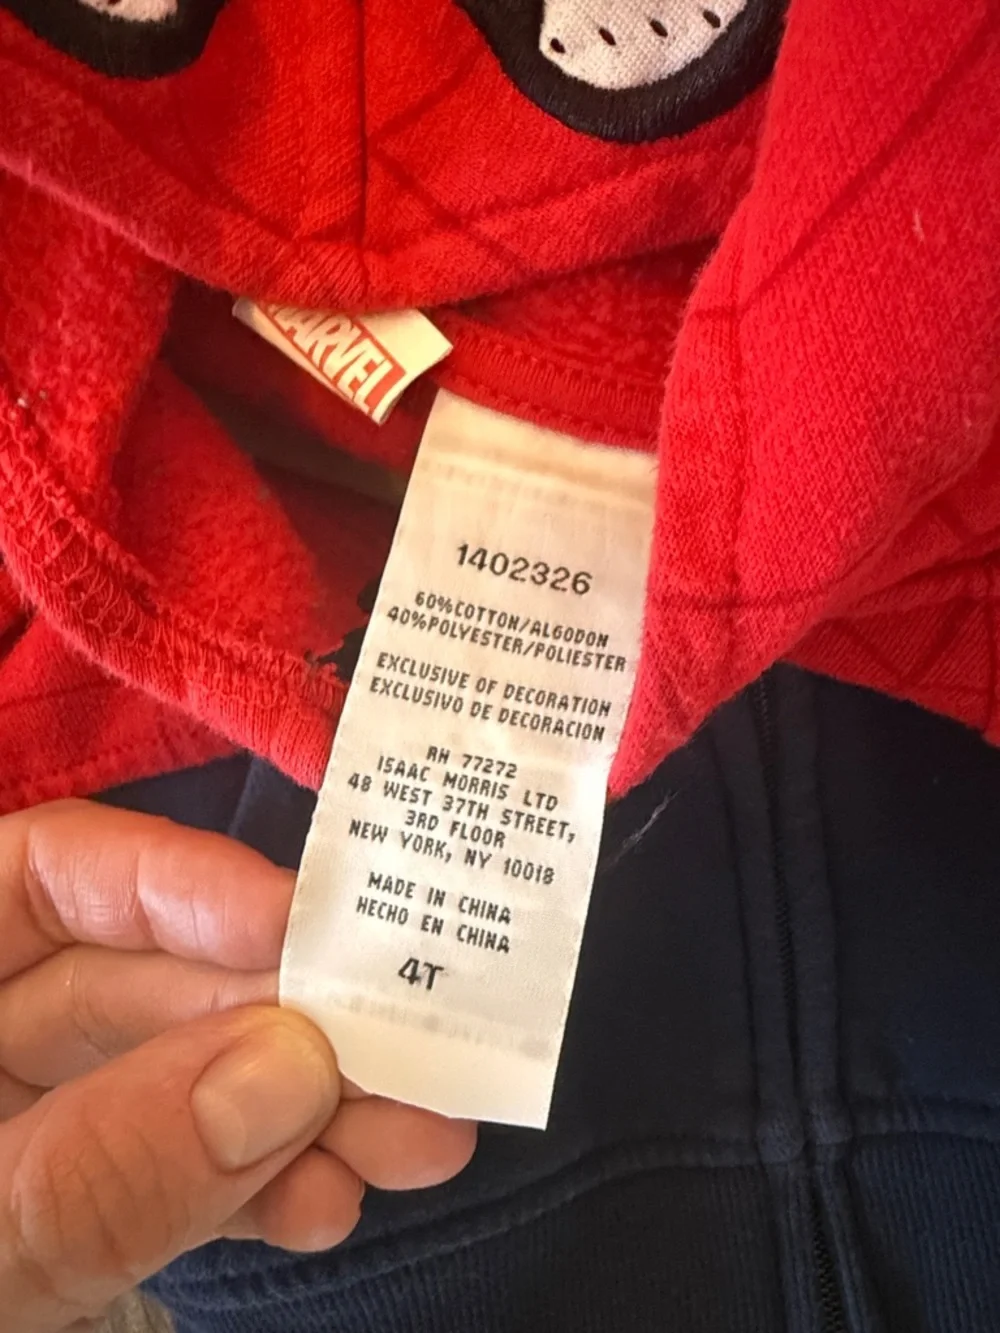 MARVEL
1402326
60%COTTON/ALGODON
40%POLYESTER/POLIESTER
EXCLUSIVE OF DECORATION
EXCLUSIVO DE DECORACION
RH 77272
ISAAC MORRIS LTD
48 WEST 37TH STREET,
3RD FLOOR
NEW YORK, NY 10018
MADE IN CHINA
HECHO EN CHINA
4T